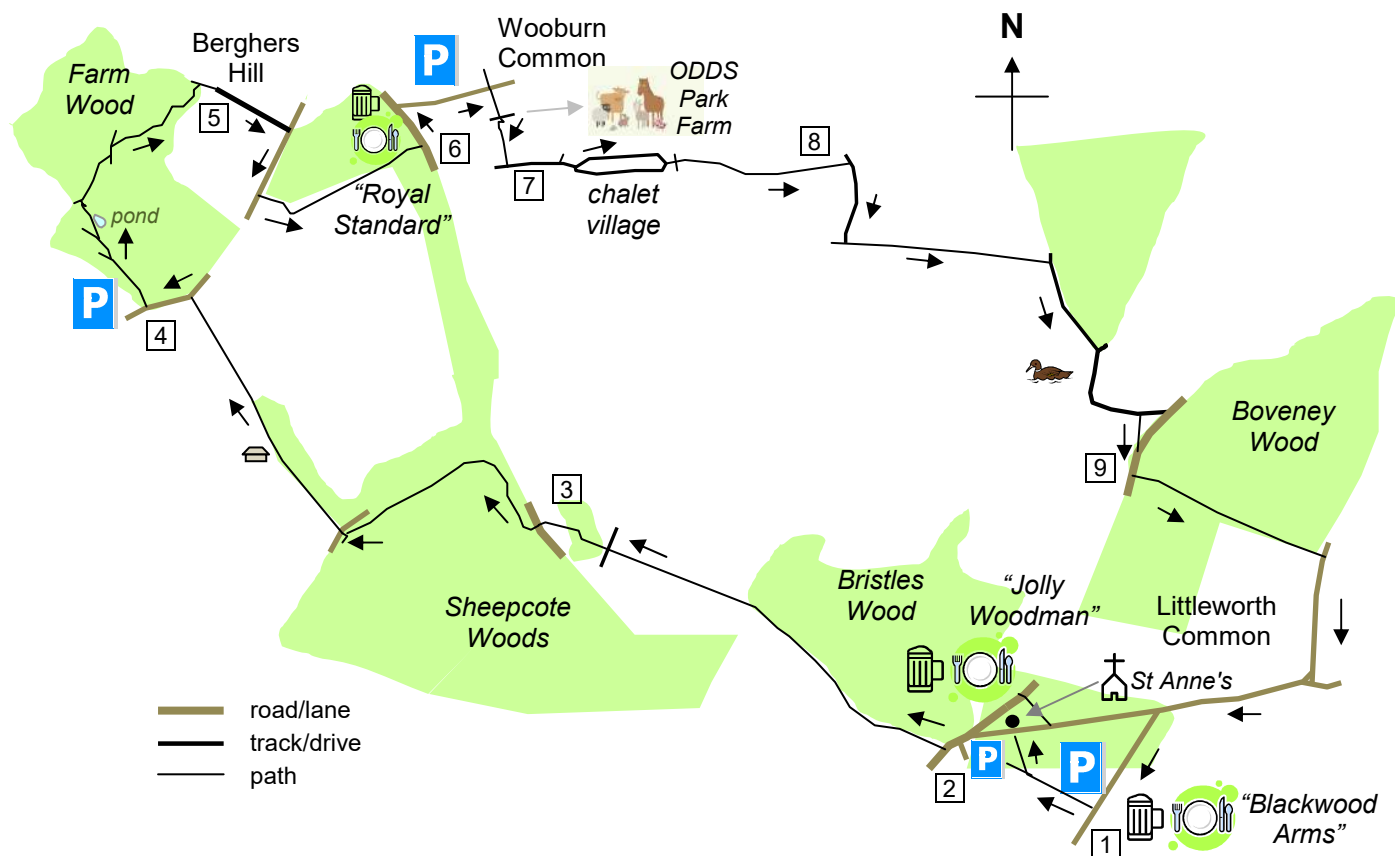 Wooburn
Common
N
Berghers
Hill
P
Farm
Wood
ODDS
Park
Farm
5
6
8
7
"Royal
Standard"
chalet
village
pond
P
4
Boveney
Wood
9
3
Bristles
Wood
"Jolly
Woodman"
Littleworth
Common
Sheepcote
Woods
St Anne's
road/lane
track/drive
path
P
P
2
1
"Blackwood
Arms"